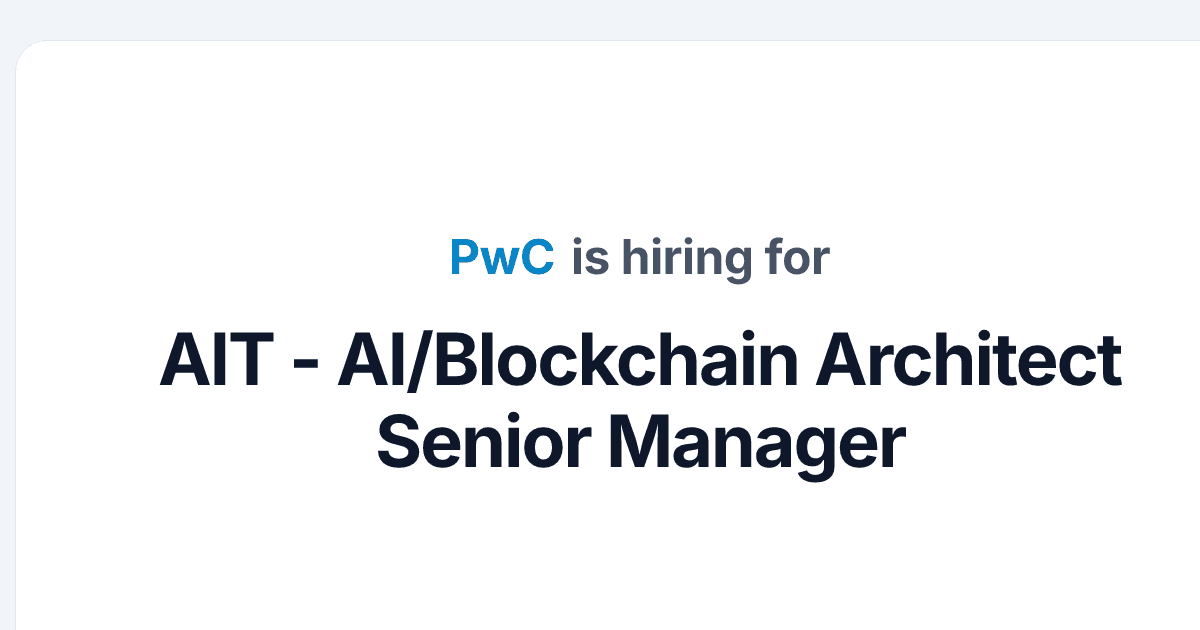 PwC is hiring for
AIT - AI/Blockchain Architect
Senior Manager